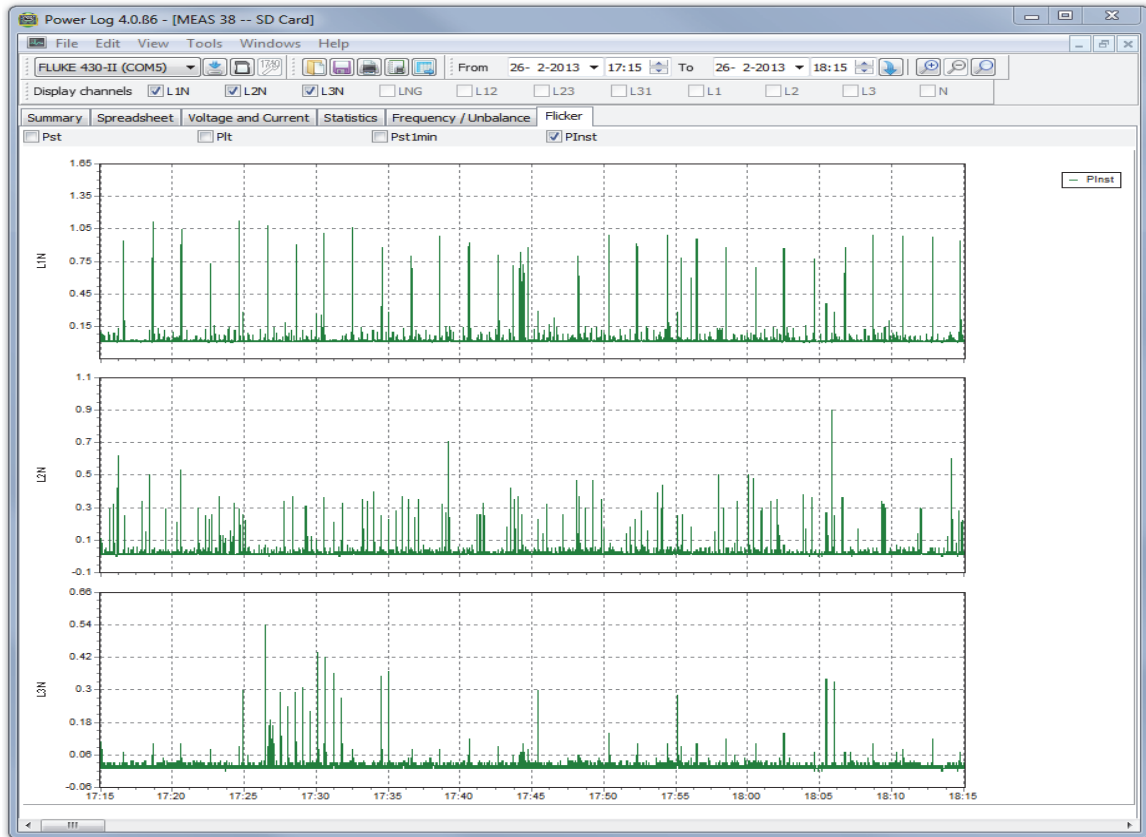 Power Log 4.0.86 - [MEAS 38 -- SD Card]
File Edit View Tools Windows Help
FLUKE 430-II (COM5) From 26- 2-2013 17:15 To 26- 2-2013 18:15
Display channels L1N L2N L3N LNG L12 L23 L31 L1 L2 L3 N
Summary Spreadsheet Voltage and Current Statistics Frequency / Unbalance Flicker
Pst Plt Pst1min PInst
1.65
1.35
1.05
0.75
0.45
0.15
L1N
PInst
1.1
0.9
0.7
0.5
0.3
0.1
-0.1
L2N
0.66
0.54
0.42
0.3
0.18
0.06
-0.06
L3N
17:15 17:20 17:25 17:30 17:35 17:40 17:45 17:50 17:55 18:00 18:05 18:10 18:15